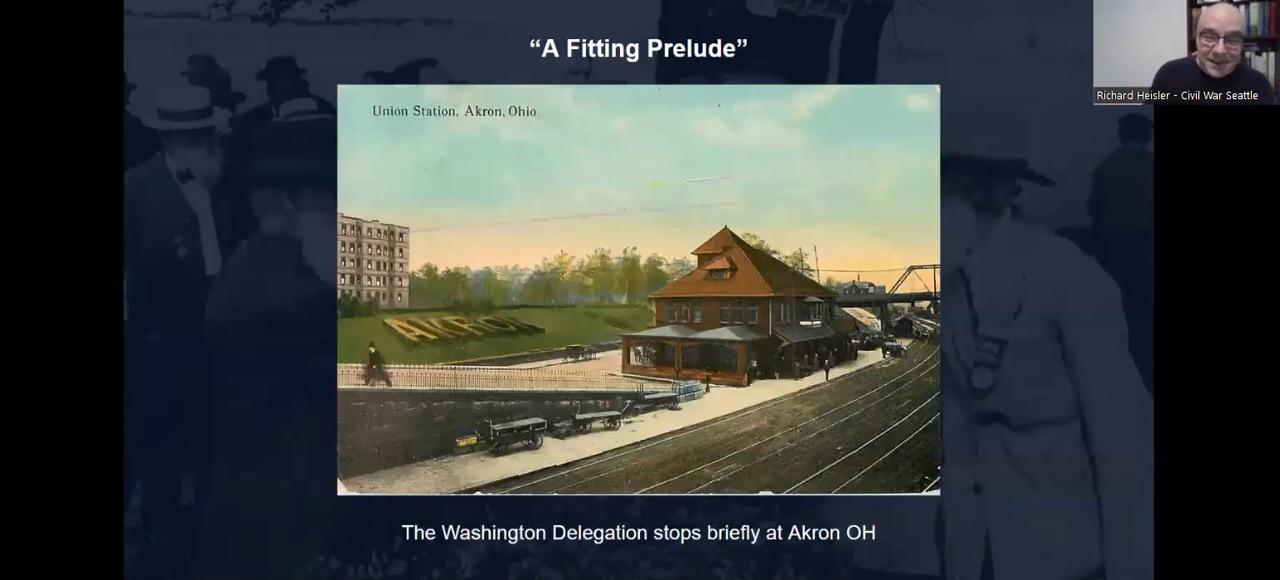 “A Fitting Prelude”
Richard Heisler - Civil War Seattle
Union Station, Akron, Ohio.
AKRON
The Washington Delegation stops briefly at Akron OH